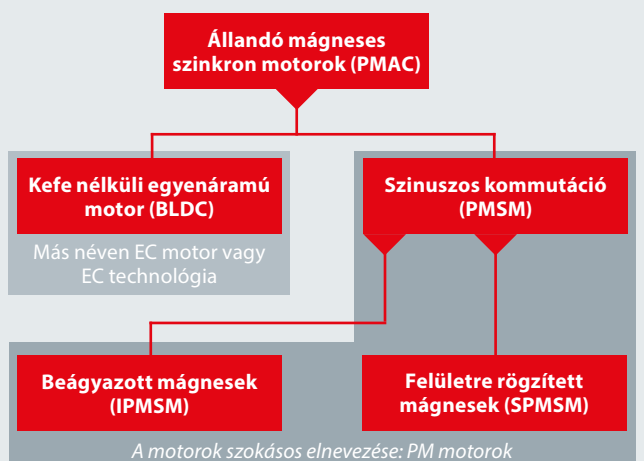 Állandó mágneses
szinkron motorok (PMAC)
Kefe nélküli egyenáramú
motor (BLDC)
Más néven EC motor vagy
EC technológia
Szinuszos kommutáció
(PMSM)
Beágyazott mágnesek
(IPMSM)
Felületre rögzített
mágnesek (SPMSM)
A motorok szokásos elnevezése: PM motorok